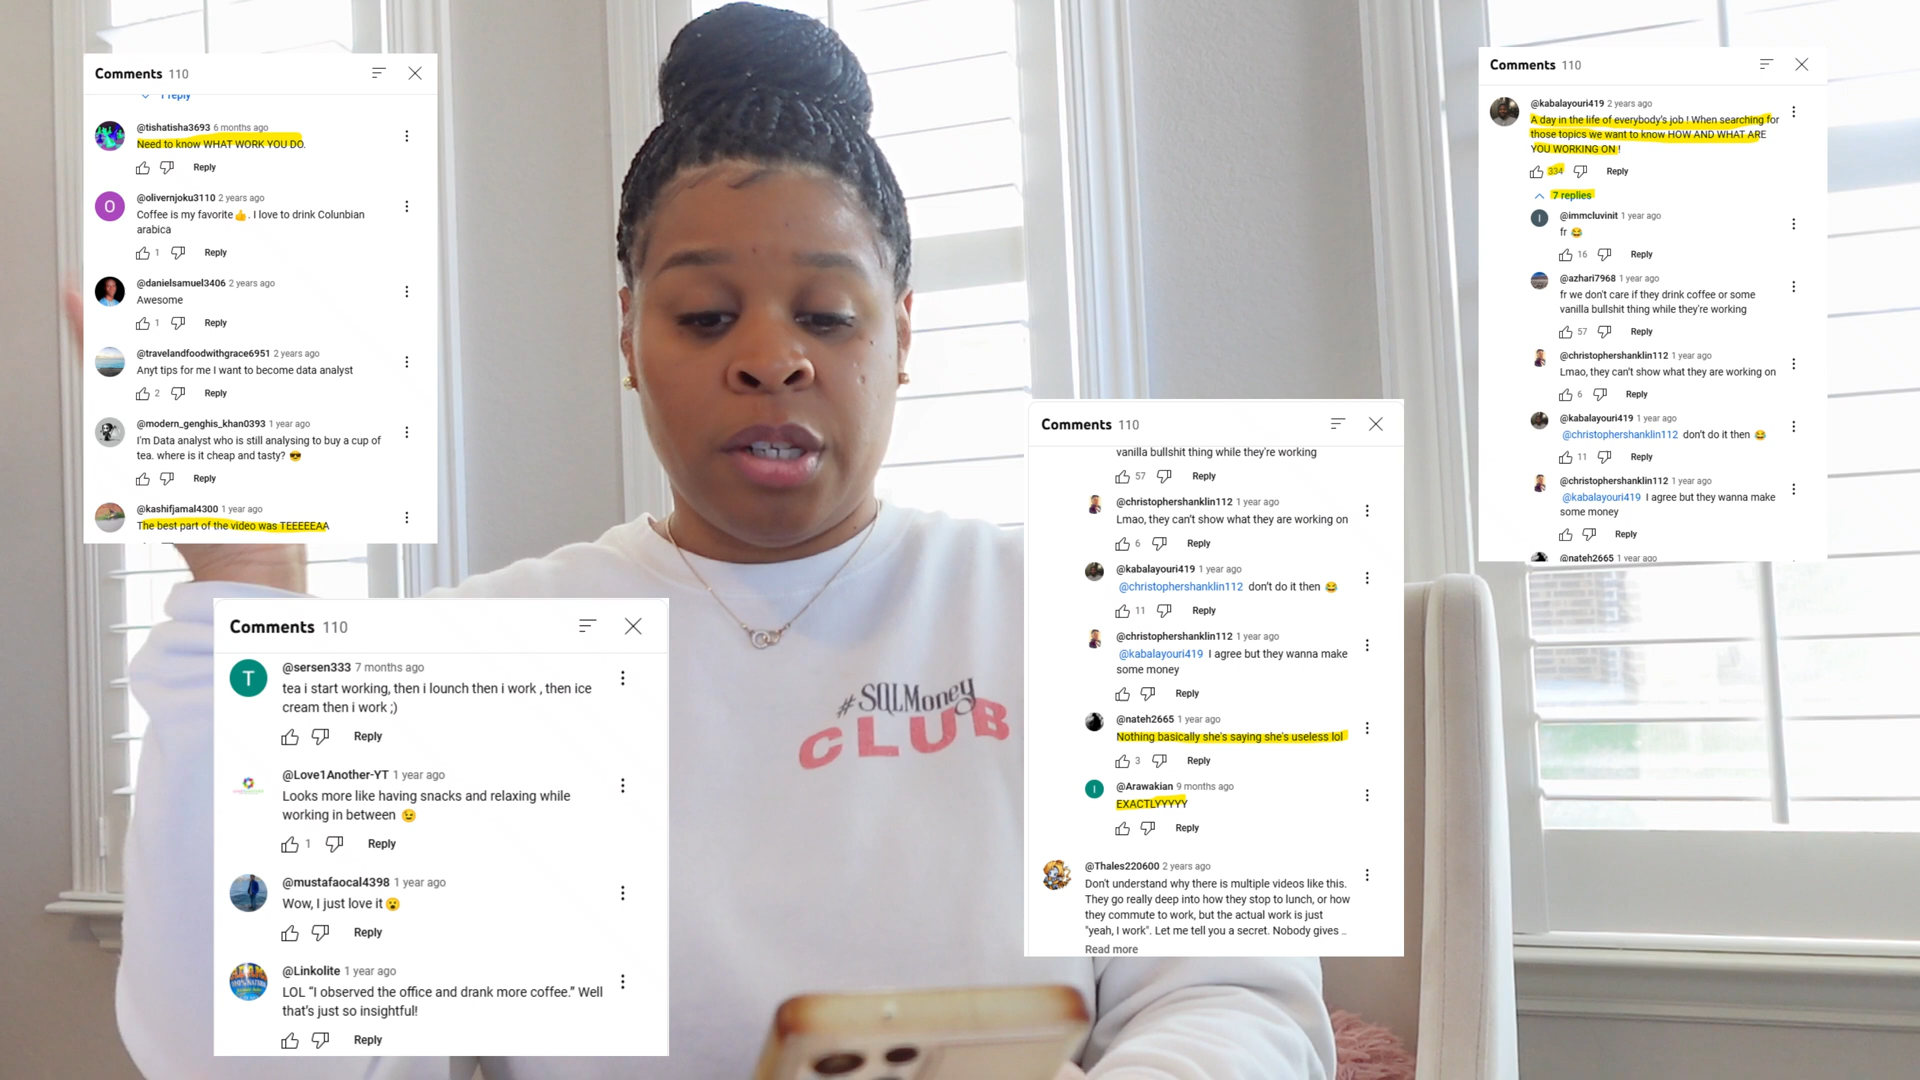 Comments 110
1 reply
@tishatisha3693 6 months ago
Need to know WHAT WORK YOU DO.
Reply
O
@olivernjoku3110 2 years ago
Coffee is my favorite👍. I love to drink Colunbian
arabica
1
Reply
@danielsamuel3406 2 years ago
Awesome
1
Reply
@travelandfoodwithgrace6951 2 years ago
Anyt tips for me I want to become data analyst
2
Reply
@modern_genghis_khan0393 1 year ago
I'm Data analyst who is still analysing to buy a cup of
tea. where is it cheap and tasty? 😎
Reply
@kashifjamal4300 1 year ago
The best part of the video was TEEEEEAA
Comments 110
T
@sersen333 7 months ago
tea i start working, then i lounch then i work , then ice
cream then i work ;)
Reply
@Love1Another-YT 1 year ago
Looks more like having snacks and relaxing while
working in between 😉
1
Reply
@mustafaocal4398 1 year ago
Wow, I just love it 😮
Reply
@Linkolite 1 year ago
LOL “I observed the office and drank more coffee.” Well
that’s just so insightful!
Reply
#SQLMoney
CLUB
Comments 110
vanilla bullshit thing while they're working
57
Reply
@christophershanklin112 1 year ago
Lmao, they can’t show what they are working on
6
Reply
@kabalayouri419 1 year ago
@christophershanklin112 don’t do it then 😂
11
Reply
@christophershanklin112 1 year ago
@kabalayouri419 I agree but they wanna make
some money
Reply
@nateh2665 1 year ago
Nothing basically she's saying she's useless lol
3
Reply
I
@Arawakian 9 months ago
EXACTLYYYYY
Reply
@Thales220600 2 years ago
Don't understand why there is multiple videos like this.
They go really deep into how they stop to lunch, or how
they commute to work, but the actual work is just
"yeah, I work". Let me tell you a secret. Nobody gives ..
Read more
Comments 110
@kabalayouri419 2 years ago
A day in the life of everybody’s job ! When searching for
those topics we want to know HOW AND WHAT ARE
YOU WORKING ON !
334
Reply
7 replies
I
@immcluvinit 1 year ago
fr 😂
16
Reply
@azhari7968 1 year ago
fr we don't care if they drink coffee or some
vanilla bullshit thing while they're working
57
Reply
@christophershanklin112 1 year ago
Lmao, they can’t show what they are working on
6
Reply
@kabalayouri419 1 year ago
@christophershanklin112 don’t do it then 😂
11
Reply
@christophershanklin112 1 year ago
@kabalayouri419 I agree but they wanna make
some money
Reply
@nateh2665 1 year ago